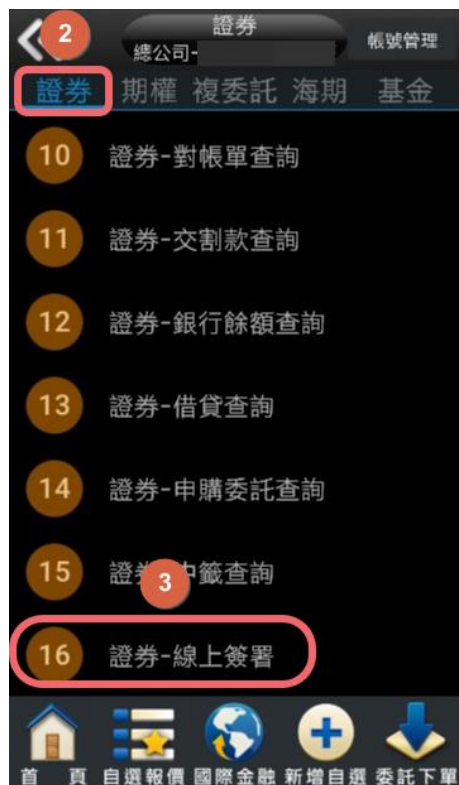 2
證券
總公司-
帳號管理
證券 期權 複委託 海期 基金
10 證券-對帳單查詢
11 證券-交割款查詢
12 證券-銀行餘額查詢
13 證券-借貸查詢
14 證券-申購委託查詢
3
15 證券-中籤查詢
16 證券-線上簽署
首 頁 自選報價 國際金融 新增自選 委託下單